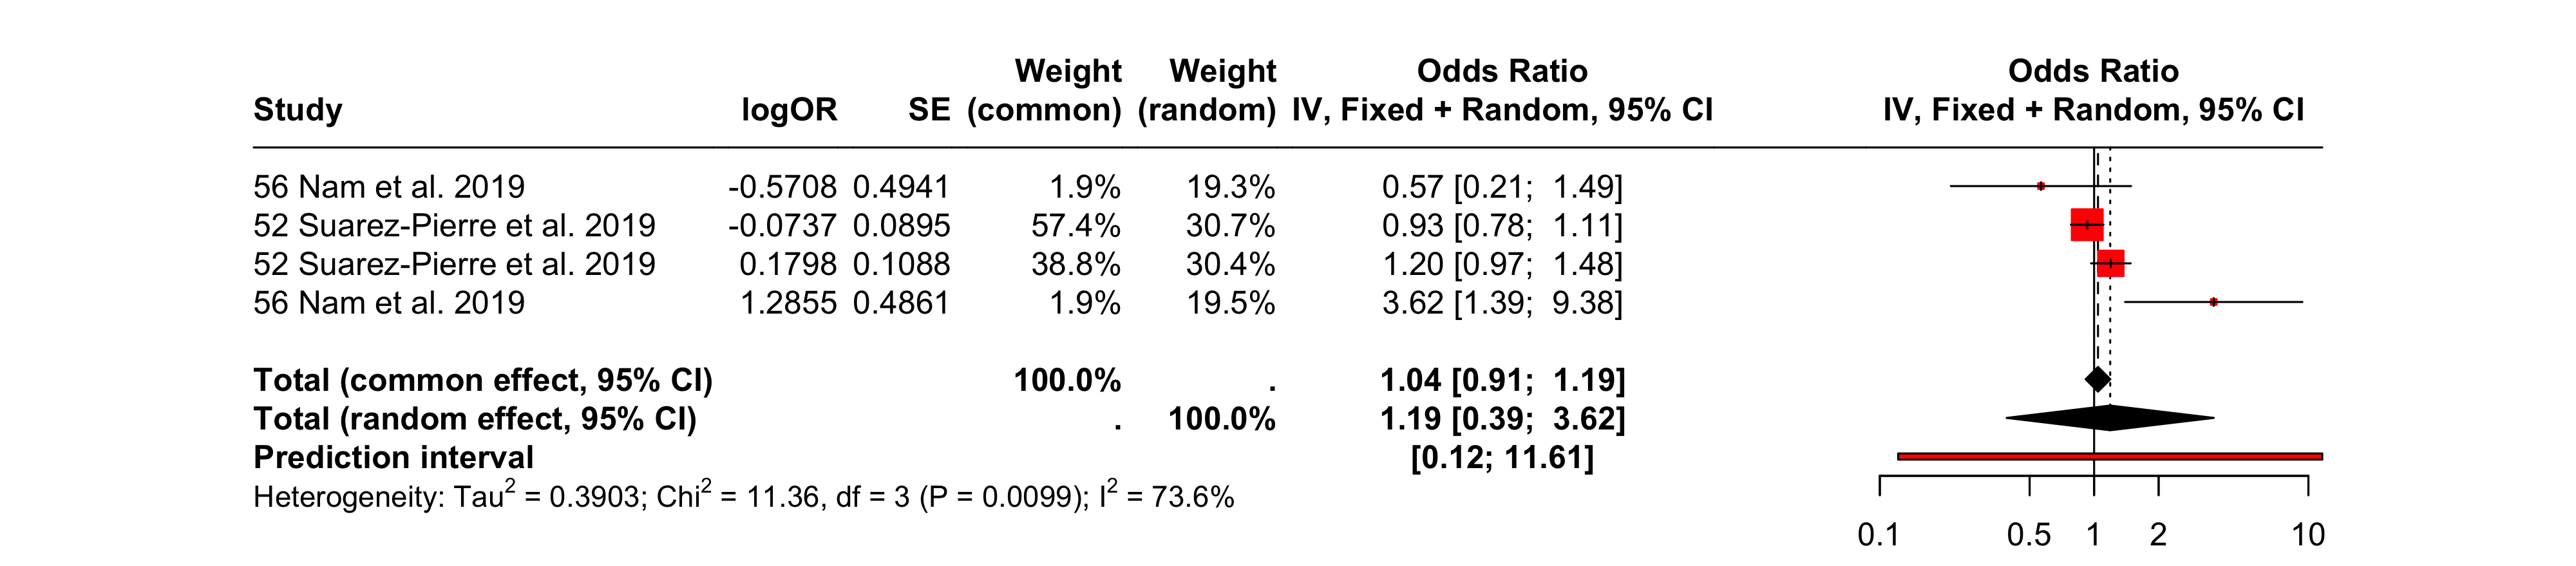 Weight Weight Odds Ratio Odds Ratio
Study logOR SE (common) (random) IV, Fixed + Random, 95% CI IV, Fixed + Random, 95% CI
56 Nam et al. 2019 -0.5708 0.4941 1.9% 19.3% 0.57 [0.21; 1.49]
52 Suarez-Pierre et al. 2019 -0.0737 0.0895 57.4% 30.7% 0.93 [0.78; 1.11]
52 Suarez-Pierre et al. 2019 0.1798 0.1088 38.8% 30.4% 1.20 [0.97; 1.48]
56 Nam et al. 2019 1.2855 0.4861 1.9% 19.5% 3.62 [1.39; 9.38]
Total (common effect, 95% CI) 100.0% . 1.04 [0.91; 1.19]
Total (random effect, 95% CI) . 100.0% 1.19 [0.39; 3.62]
Prediction interval [0.12; 11.61]
Heterogeneity: Tau² = 0.3903; Chi² = 11.36, df = 3 (P = 0.0099); I² = 73.6%
0.1 0.5 1 2 10